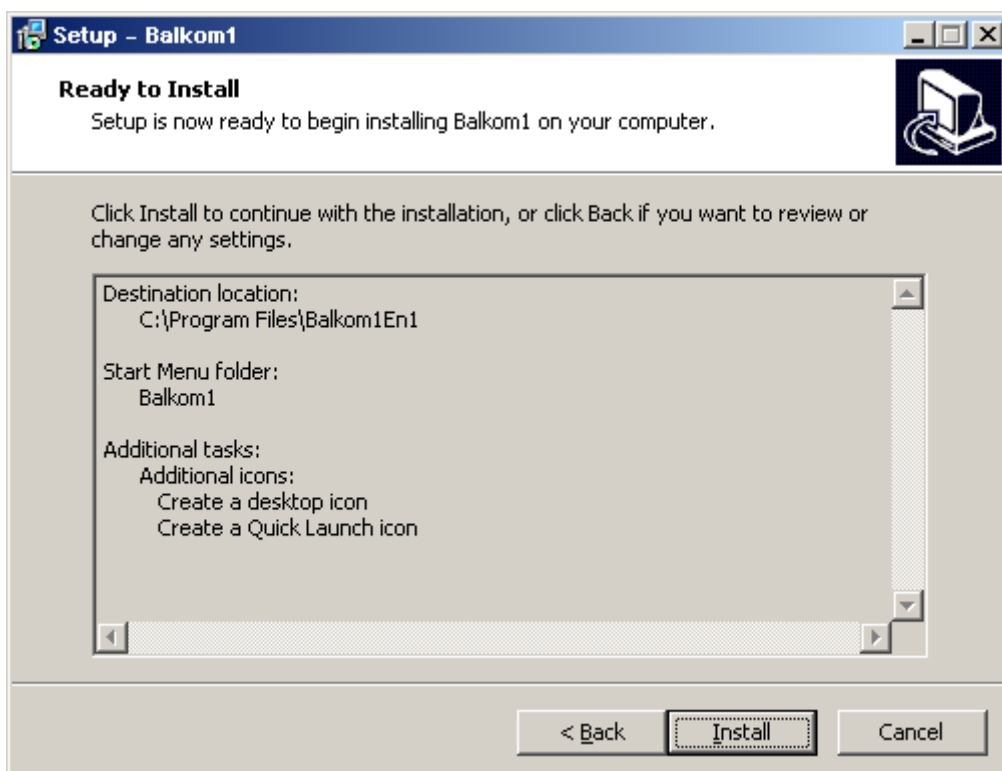 Setup - Balkom1
Ready to Install
Setup is now ready to begin installing Balkom1 on your computer.
Click Install to continue with the installation, or click Back if you want to review or
change any settings.
Destination location:
C:\Program Files\Balkom1En1
Start Menu folder:
Balkom1
Additional tasks:
Additional icons:
Create a desktop icon
Create a Quick Launch icon
< Back
Install
Cancel